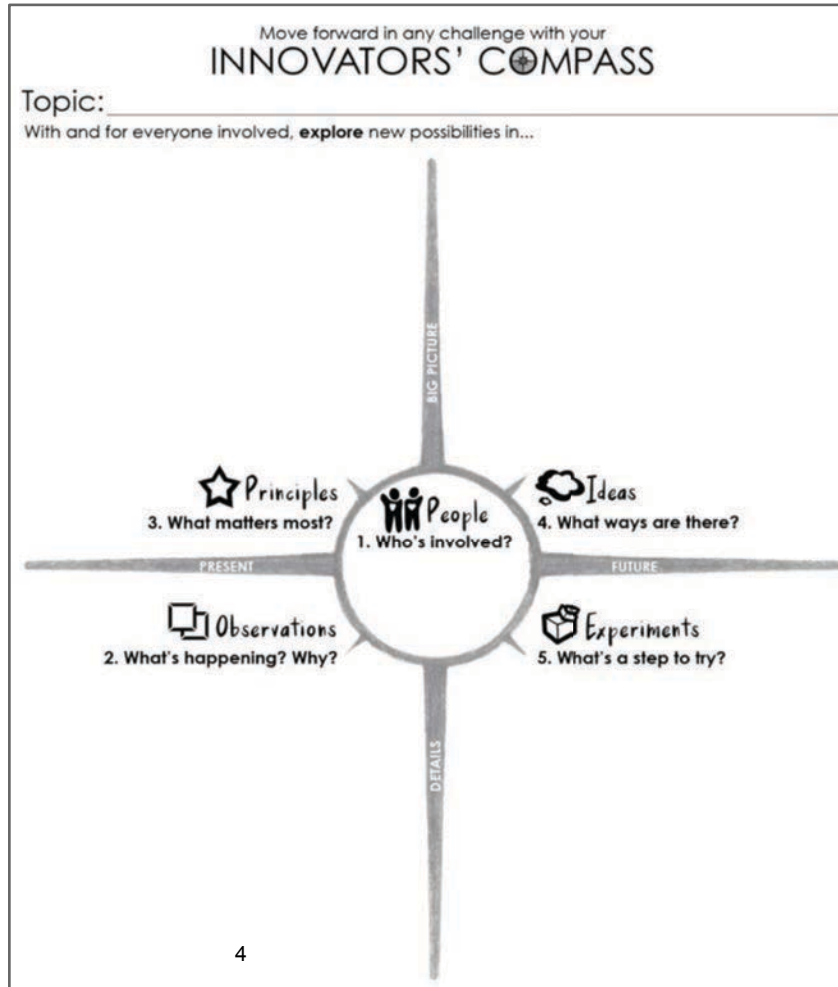 Move forward in any challenge with your
INNOVATORS' COMPASS
Topic:
With and for everyone involved, explore new possibilities in...
BIG PICTURE
Principles
3. What matters most?
People
1. Who's involved?
Ideas
4. What ways are there?
PRESENT
FUTURE
Observations
2. What's happening? Why?
Experiments
5. What's a step to try?
DETAILS
4